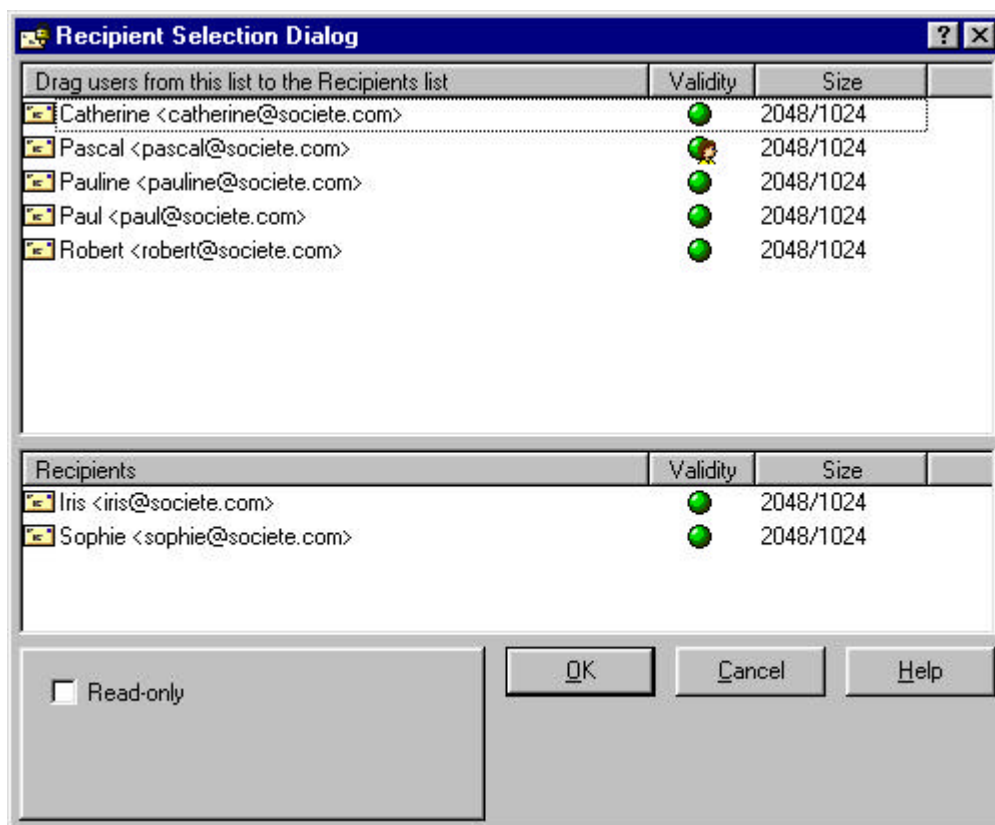 Recipient Selection Dialog
Drag users from this list to the Recipients list Validity Size
Catherine <catherine@societe.com> 2048/1024
Pascal <pascal@societe.com> 2048/1024
Pauline <pauline@societe.com> 2048/1024
Paul <paul@societe.com> 2048/1024
Robert <robert@societe.com> 2048/1024
Recipients Validity Size
Iris <iris@societe.com> 2048/1024
Sophie <sophie@societe.com> 2048/1024
OK Cancel Help
Read-only